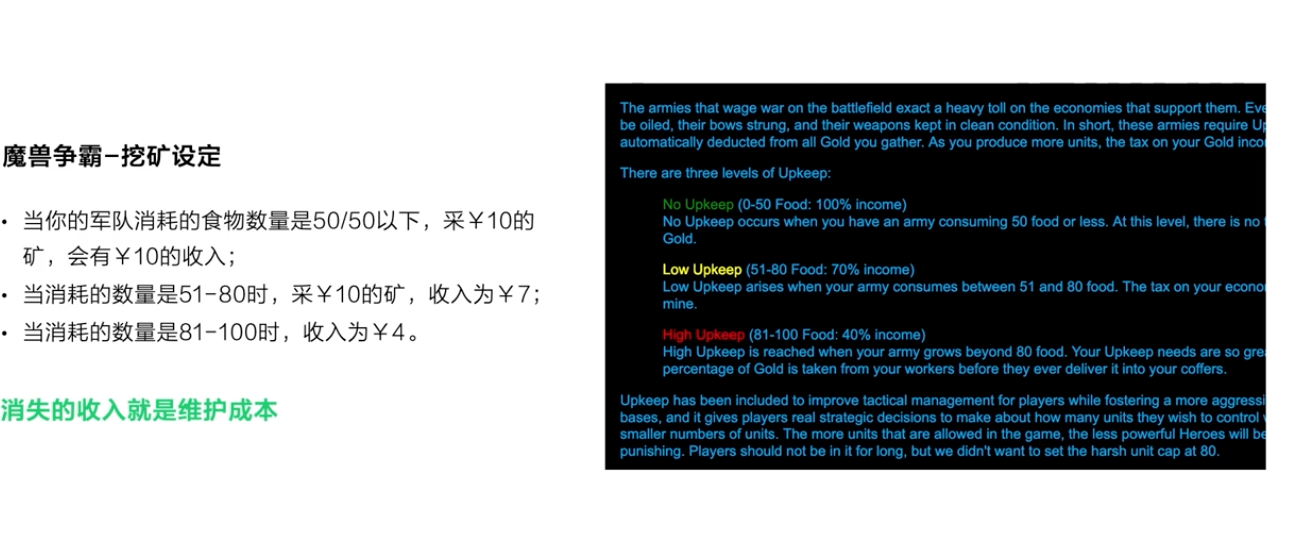 魔兽争霸-挖矿设定
• 当你的军队消耗的食物数量是50/50以下，采￥10的
矿，会有￥10的收入；
• 当消耗的数量是51-80时，采￥10的矿，收入为￥7；
• 当消耗的数量是81-100时，收入为￥4。
消失的收入就是维护成本
The armies that wage war on the battlefield exact a heavy toll on the economies that support them.
be oiled, their bows strung, and their weapons kept in clean condition. In short, these armies require
automatically deducted from all Gold you gather. As you produce more units, the tax on your Gold
There are three levels of Upkeep:
No Upkeep (0-50 Food: 100% income)
No Upkeep occurs when you have an army consuming 50 food or less. At this level, there is no
Gold.
Low Upkeep (51-80 Food: 70% income)
Low Upkeep arises when your army consumes between 51 and 80 food. The tax on your
mine.
High Upkeep (81-100 Food: 40% income)
High Upkeep is reached when your army grows beyond 80 food. Your Upkeep needs are so
percentage of Gold is taken from your workers before they ever deliver it into your coffers.
Upkeep has been included to improve tactical management for players while fostering a more
bases, and it gives players real strategic decisions to make about how many units they wish to control
smaller numbers of units. The more units that are allowed in the game, the less powerful Heroes will
punishing. Players should not be in it for long, but we didn't want to set the harsh unit cap at 80.